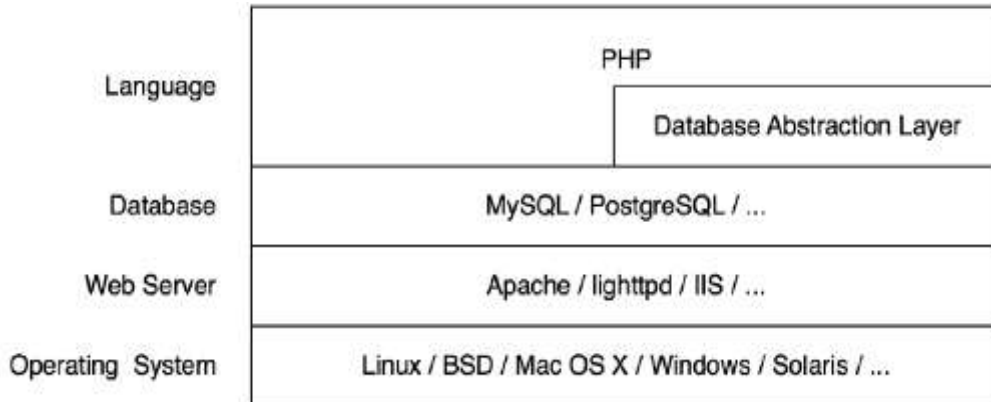 PHP
Language
Database Abstraction Layer
Database
MySQL / PostgreSQL / ...
Web Server
Apache / lighttpd / IIS / ...
Operating System
Linux / BSD / Mac OS X / Windows / Solaris / ...